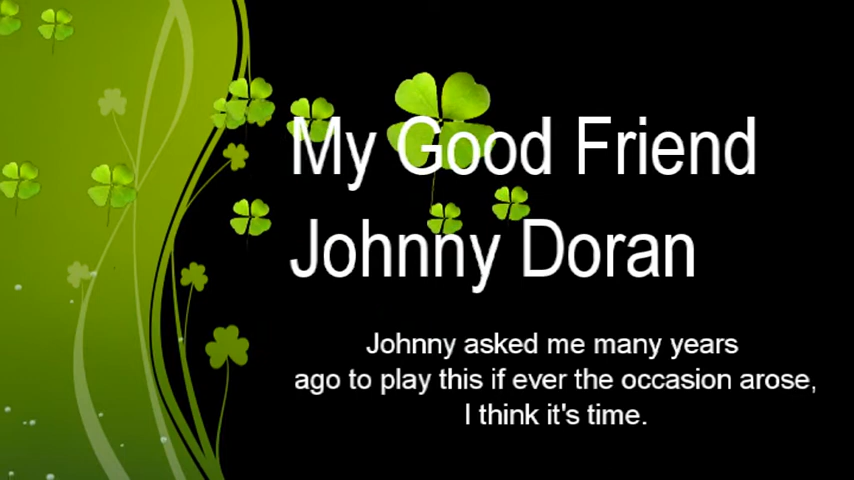 My Good Friend
Johnny Doran
Johnny asked me many years
ago to play this if ever the occasion arose,
I think it's time.